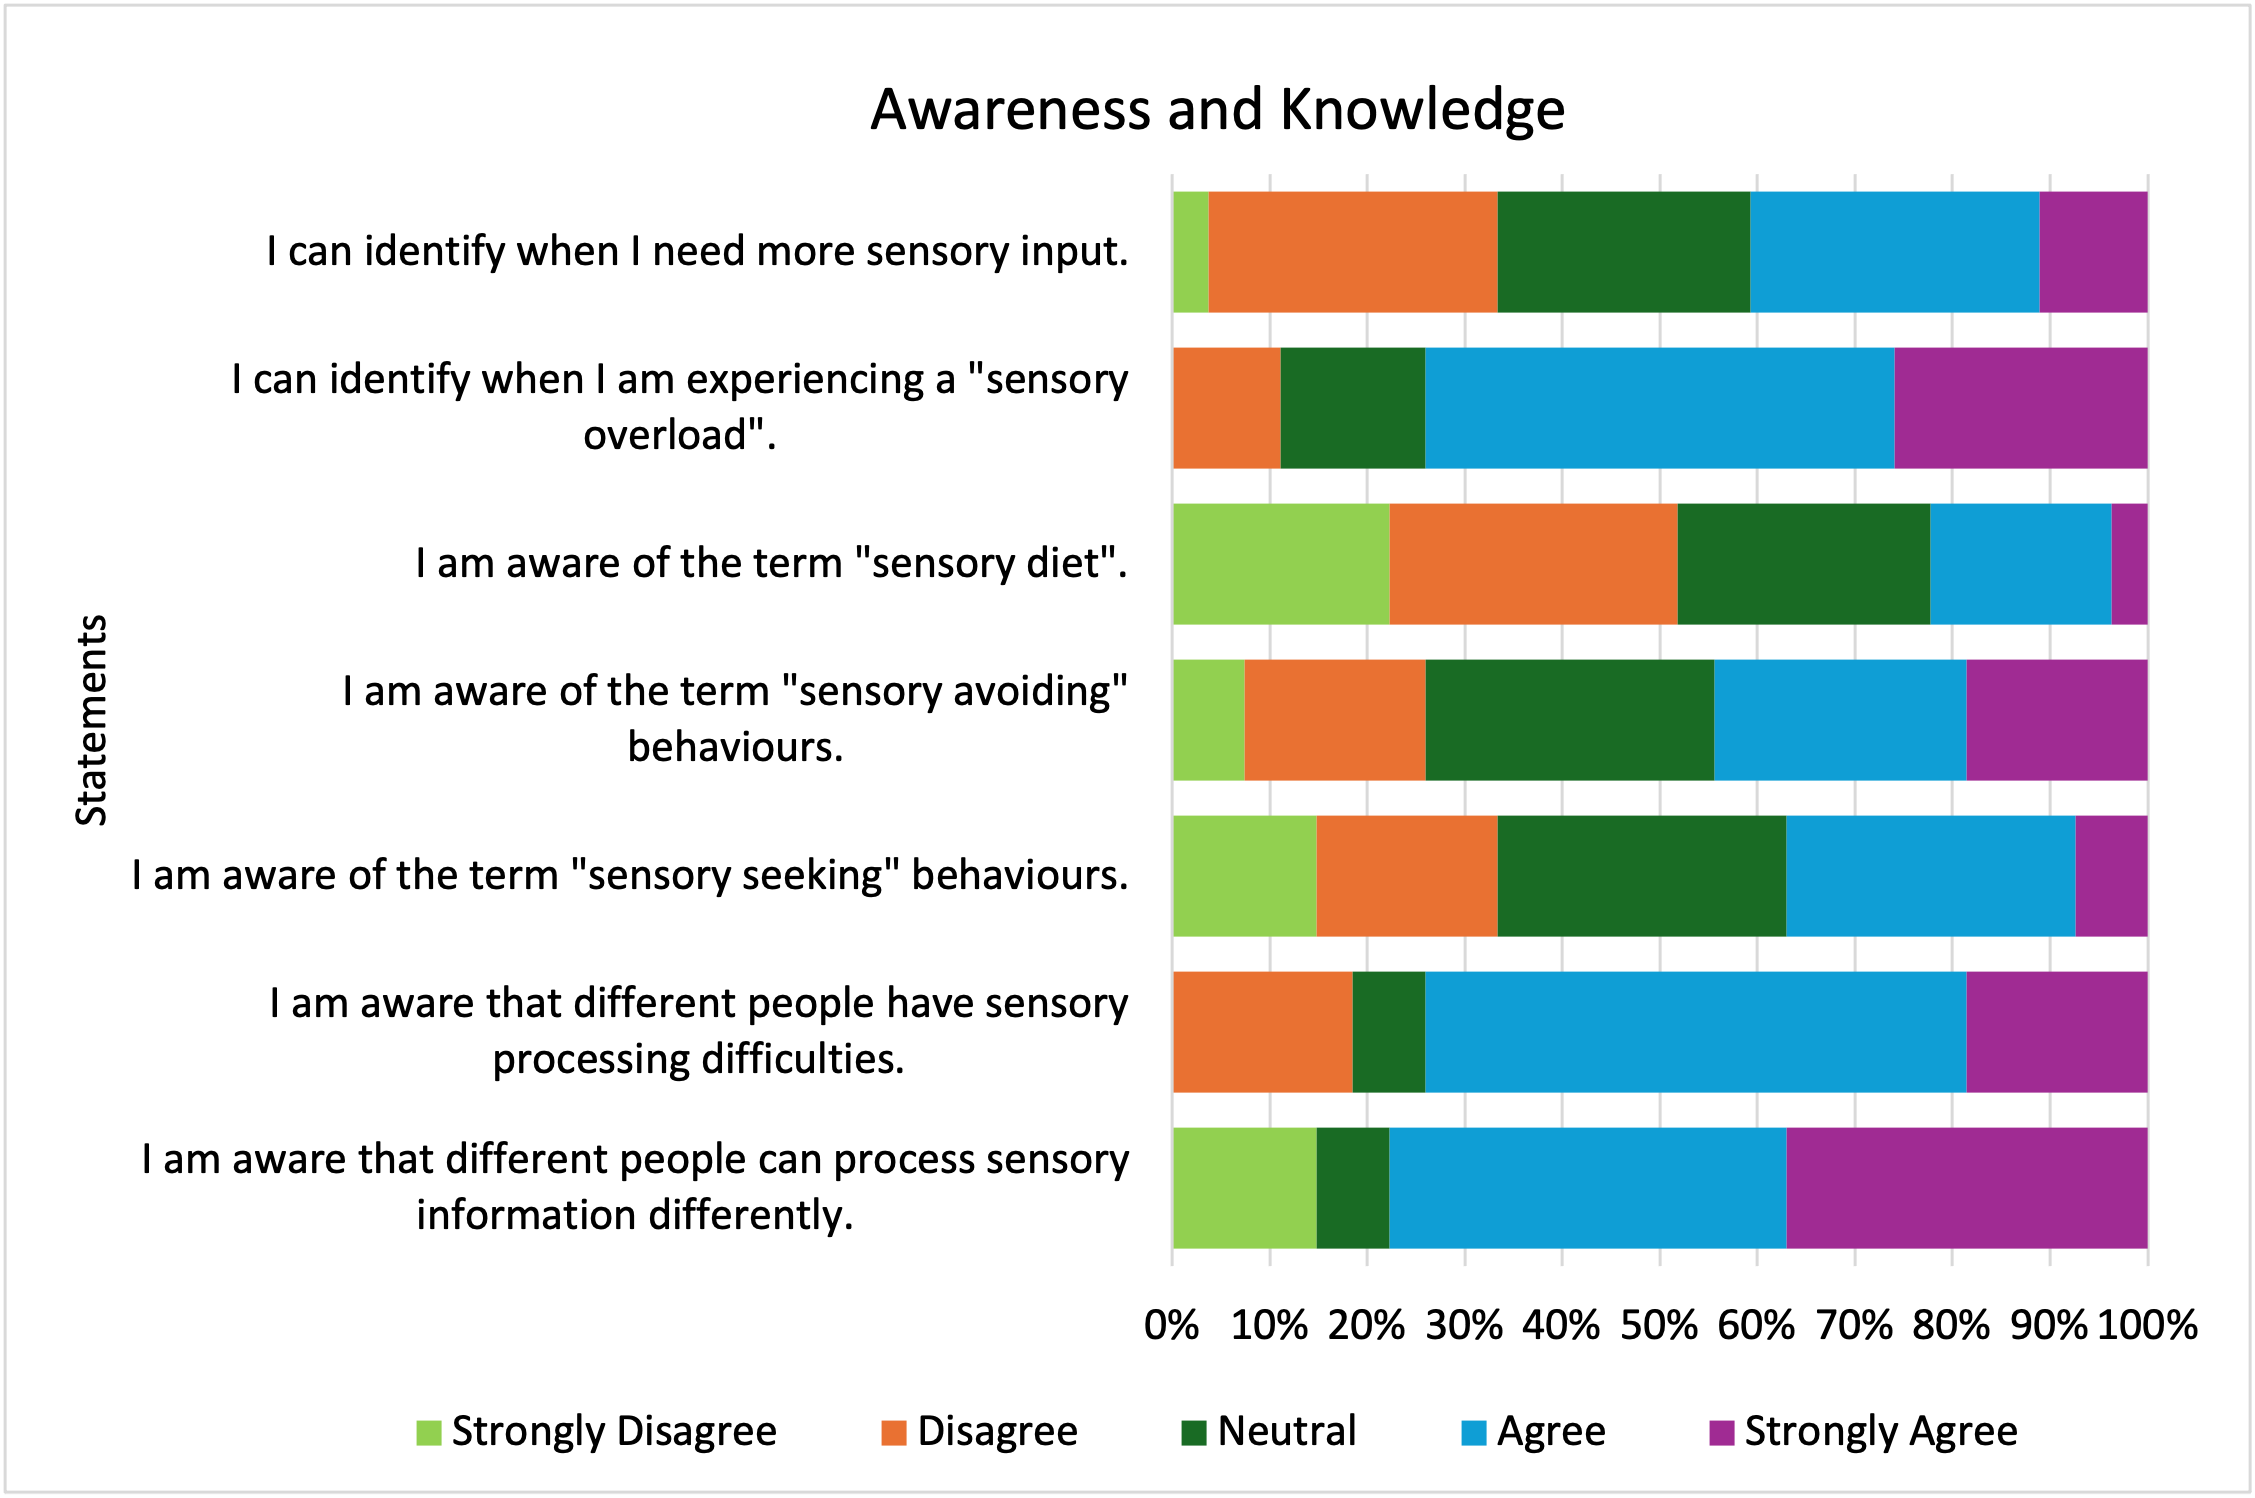 Awareness and Knowledge
Statements
I can identify when I need more sensory input.
I can identify when I am experiencing a "sensory
overload".
I am aware of the term "sensory diet".
I am aware of the term "sensory avoiding"
behaviours.
I am aware of the term "sensory seeking" behaviours.
I am aware that different people have sensory
processing difficulties.
I am aware that different people can process sensory
information differently.
0% 10% 20% 30% 40% 50% 60% 70% 80% 90% 100%
Strongly Disagree Disagree Neutral Agree Strongly Agree